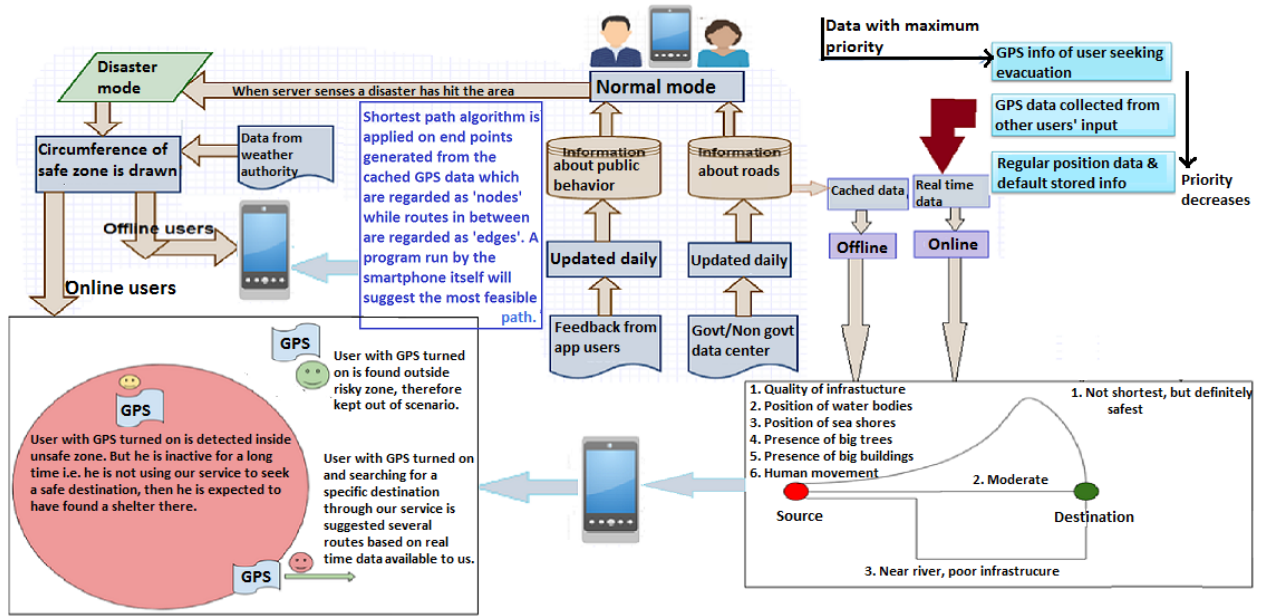 Disaster
mode
When server senses a disaster has hit the area
Normal mode
Data with maximum
priority
GPS info of user seeking
evacuation
GPS data collected from
other users' input
Regular position data &
default stored info
Priority
decreases
Circumference of
safe zone is drawn
Data from
weather
authority
Offline users
Online users
Shortest path algorithm is
applied on end points
generated from the
cached GPS data which
are regarded as 'nodes'
while routes in between
are regarded as 'edges'. A
program run by the
smartphone itself will
suggest the most feasible
path.
Information
about public
behavior
Information
about roads
Updated daily
Updated daily
Feedback from
app users
Govt/Non govt
data center
Cached data
Real time
data
Offline
Online
GPS
User with GPS turned
on is found outside
risky zone, therefore
kept out of scenario.
GPS
User with GPS turned on is detected inside
unsafe zone. But he is inactive for a long
time i.e. he is not using our service to seek
a safe destination, then he is expected to
have found a shelter there.
User with GPS turned on
and searching for a
specific destination
through our service is
suggested several
routes based on real
time data available to us.
GPS
1. Quality of infrastucture
2. Position of water bodies
3. Position of sea shores
4. Presence of big trees
5. Presence of big buildings
6. Human movement
1. Not shortest, but definitely
safest
2. Moderate
Source
Destination
3. Near river, poor infrastrucure